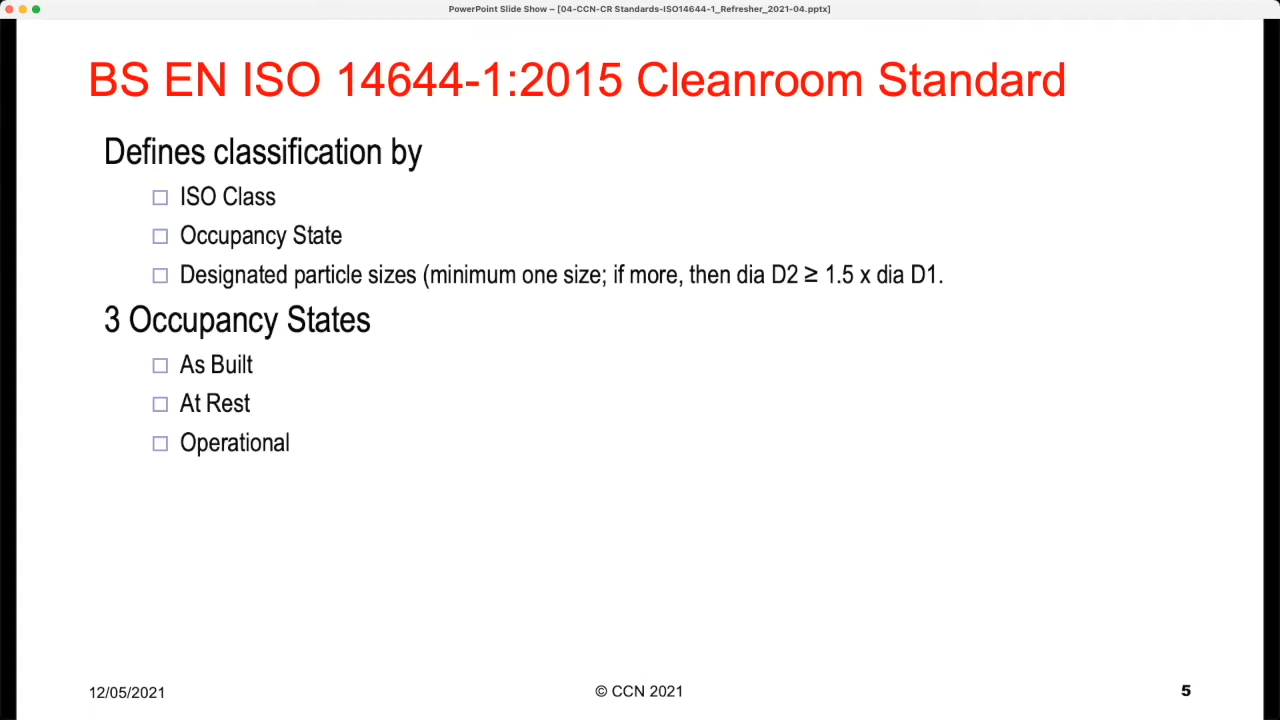 PowerPoint Slide Show – [04-CCN-CR Standards-ISO14644-1_Refresher_2021-04.pptx]
BS EN ISO 14644-1:2015 Cleanroom Standard
Defines classification by
ISO Class
Occupancy State
Designated particle sizes (minimum one size; if more, then dia D2 ≥ 1.5 x dia D1.
3 Occupancy States
As Built
At Rest
Operational
12/05/2021
© CCN 2021
5